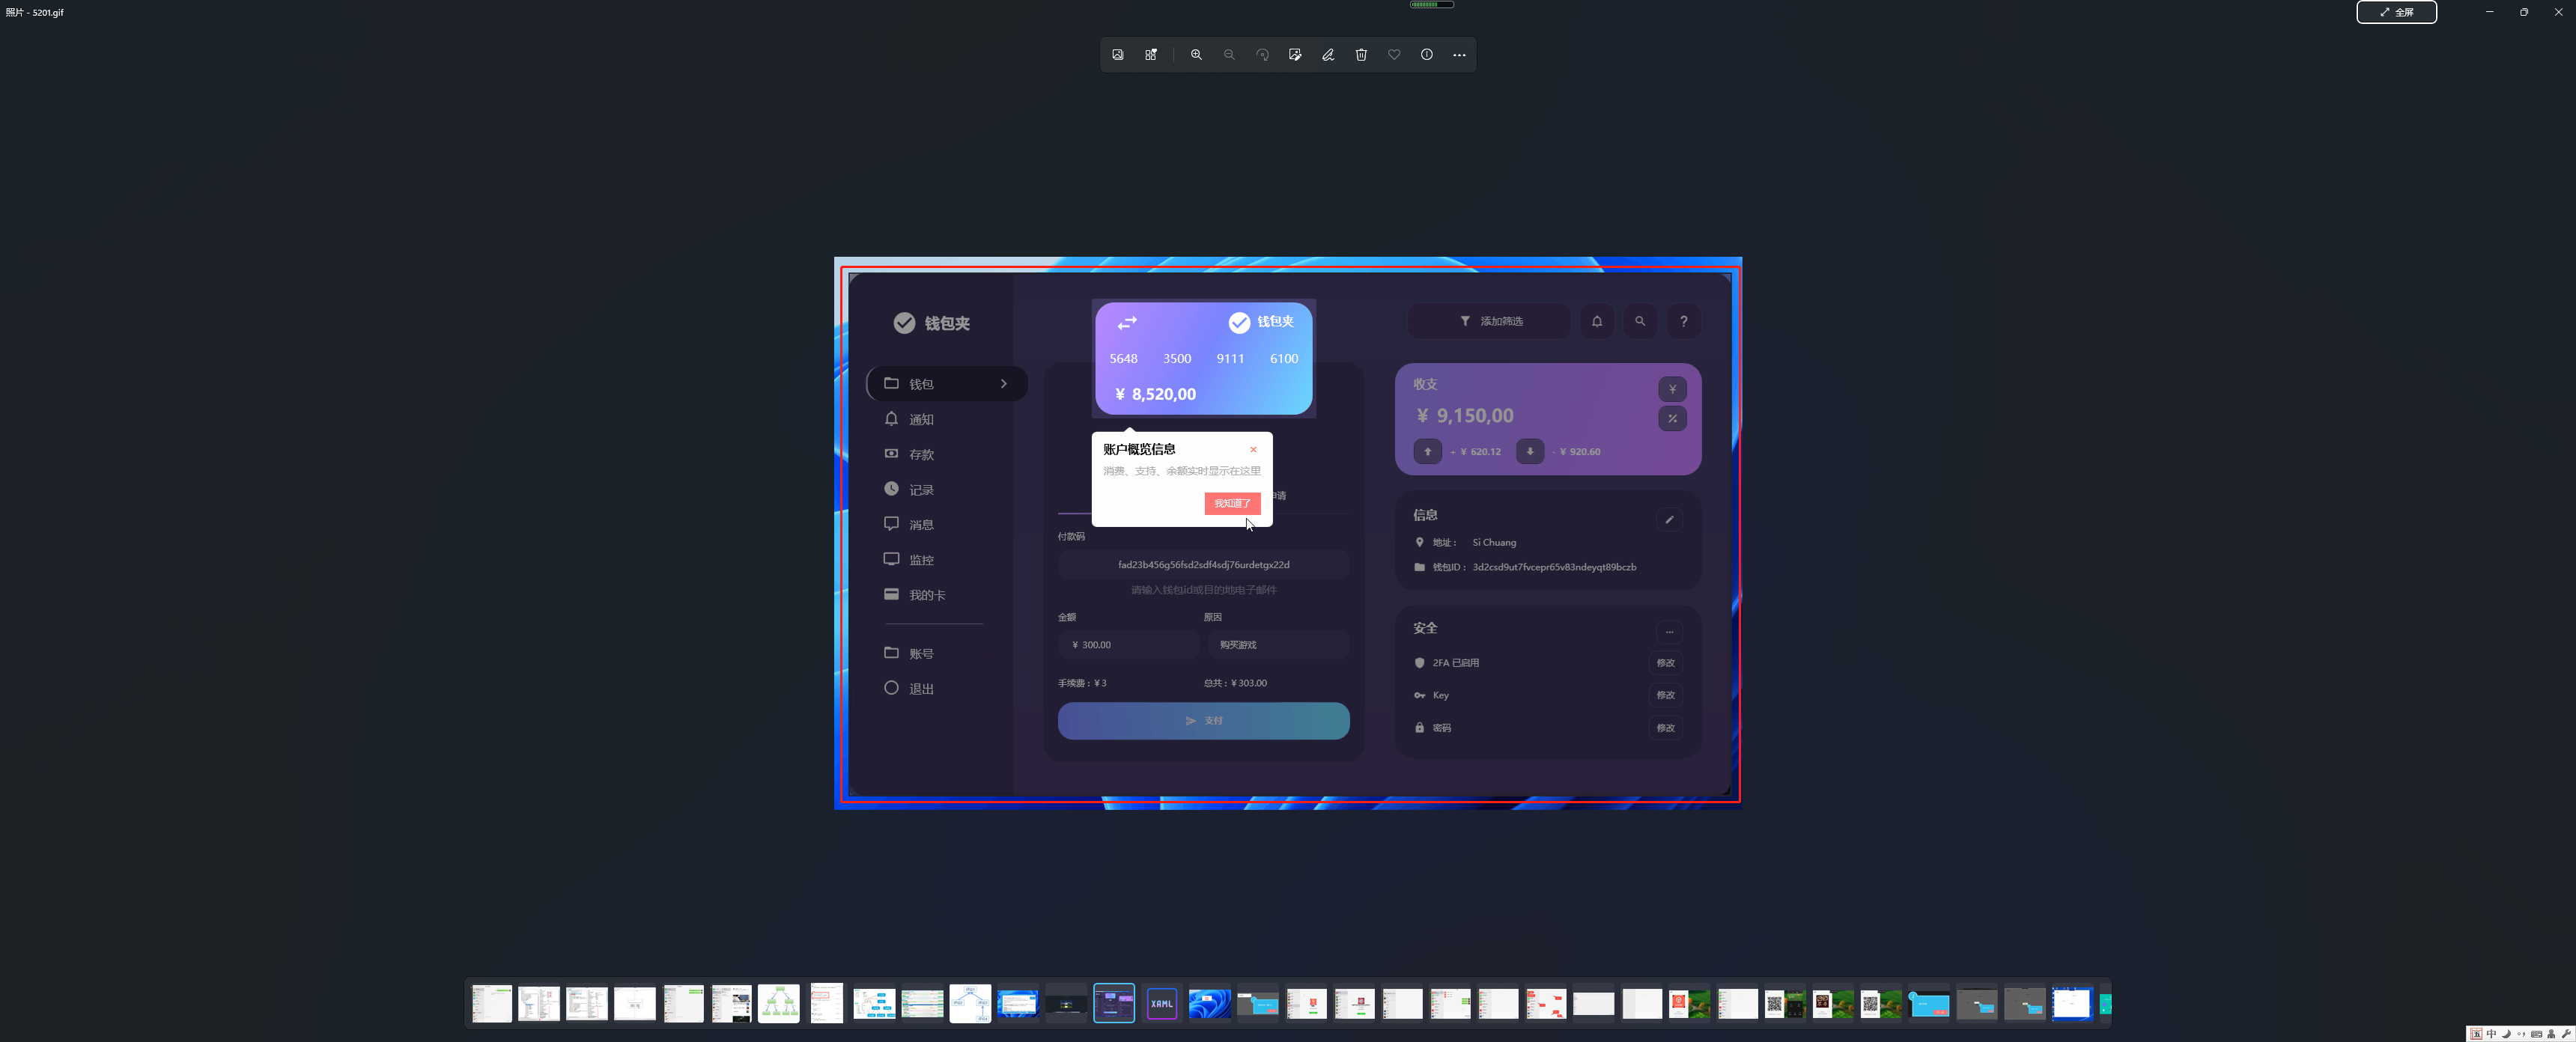 照片 - 5201.gif
全屏
钱包夹
钱包
通知
存款
记录
消息
监控
我的卡
账号
退出
钱包夹
5648 3500 9111 6100
¥ 8,520,00
账户概览信息
消费、支持、余额实时显示在这里
我知道了
申请
付款码
fad23b456g56fsd2sdf4sdj76urdetgx22d
请输入钱包id或目的地电子邮件
金额 原因
¥ 300.00 购买游戏
手续费：¥ 3 总共：¥ 303.00
支付
添加筛选
收支
¥
¥ 9,150,00
%
+ ¥ 620.12 - ¥ 920.60
信息
地址： Si Chuang
钱包ID： 3d2csd9ut7fvcepr65v83ndeyqt89bczb
安全
2FA 已启用 修改
Key 修改
密码 修改
XAML
中